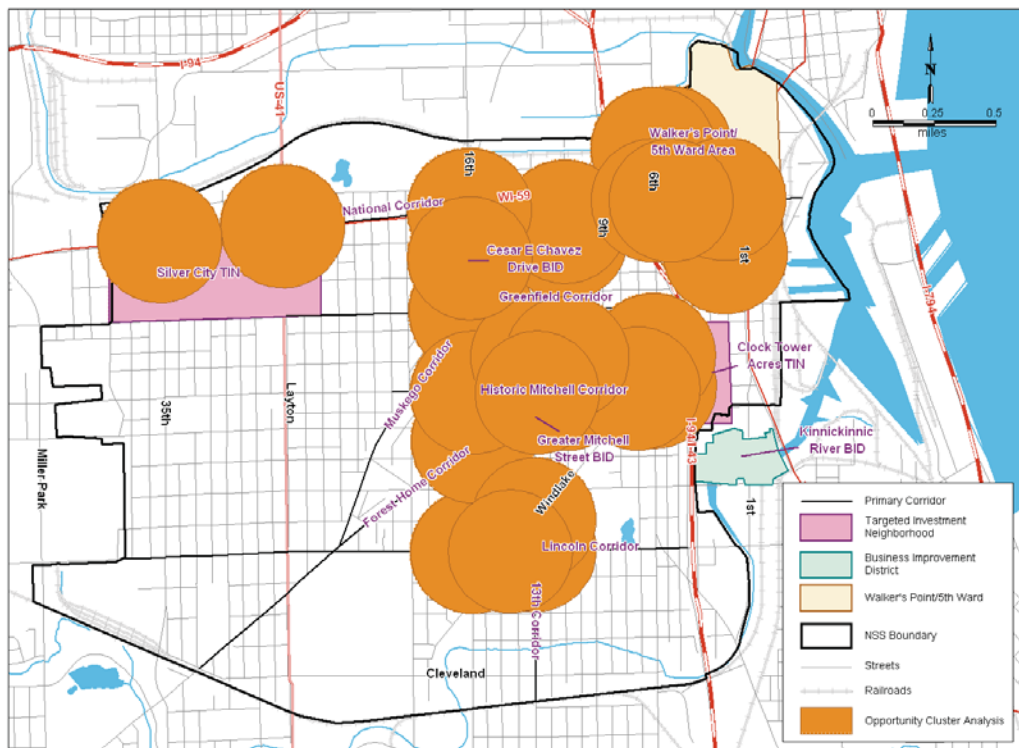 I-94
US-41
N
0
0.25
0.5
miles
Walker's Point/
5th Ward Area
16th
6th
WI-59
National Corridor
9th
1st
Cesar E Chavez
Drive BID
Silver City TIN
Greenfield Corridor
I-794
Clock Tower
Acres TIN
Muskego Corridor
Historic Mitchell Corridor
Layton
35th
Greater Mitchell
Street BID
I-94 I-43
Kinnickinnic
River BID
Miller Park
Forest-Home Corridor
Windlake
1st
Lincoln Corridor
13th Corridor
Cleveland
Primary Corridor
Targeted Investment
Neighborhood
Business Improvement
District
Walker's Point/5th Ward
NSS Boundary
Streets
Railroads
Opportunity Cluster Analysis